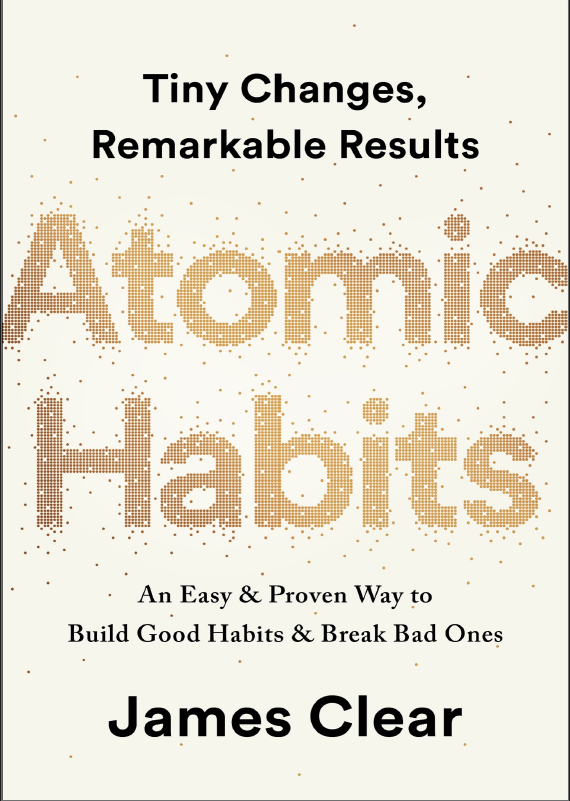 Tiny Changes,
Remarkable Results
Atomic
Habits
An Easy & Proven Way to
Build Good Habits & Break Bad Ones
James Clear